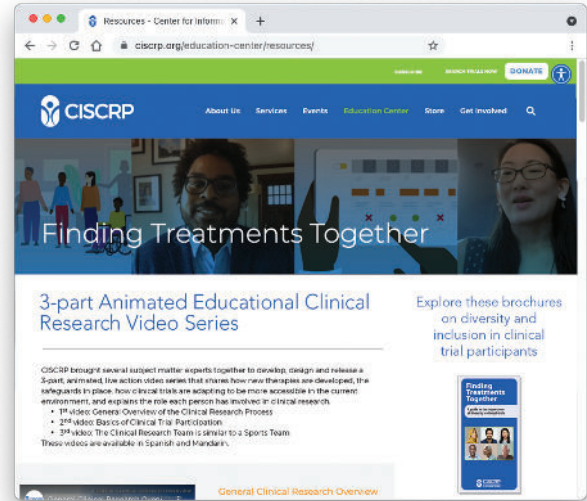 Resources - Center for Inform
ciscrp.org/education-center/resources/
SUBSCRIBE SEARCH TRIALS NOW DONATE
CISCRP About Us Services Events Education Center Store Get Involved
Finding Treatments Together
3-part Animated Educational Clinical
Research Video Series
CISCRP brought several subject matter experts together to develop, design and release a
3-part, animated, live action video series that shares how new therapies are developed, the
safeguards in place, how clinical trials are adapting to be more accessible in the current
environment, and explains the role each person has involved in clinical research.
• 1st video: General Overview of the Clinical Research Process
• 2nd video: Basics of Clinical Trial Participation
• 3rd video: The Clinical Research Team is similar to a Sports Team
These videos are available in Spanish and Mandarin.
Explore these brochures
on diversity and
inclusion in clinical
trial participants
Finding
Treatments
Together
CISCRP
General Clinical Research Overview